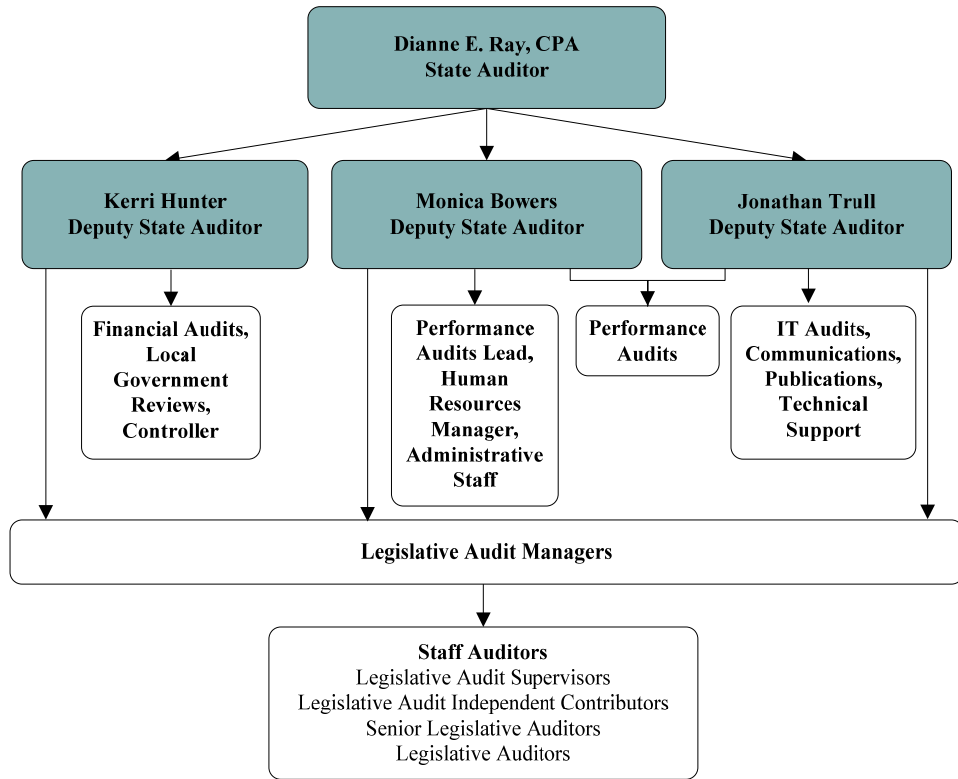 Dianne E. Ray, CPA
State Auditor
Kerri Hunter
Deputy State Auditor
Monica Bowers
Deputy State Auditor
Jonathan Trull
Deputy State Auditor
Financial Audits,
Local
Government
Reviews,
Controller
Performance
Audits Lead,
Human
Resources
Manager,
Administrative
Staff
Performance
Audits
IT Audits,
Communications,
Publications,
Technical
Support
Legislative Audit Managers
Staff Auditors
Legislative Audit Supervisors
Legislative Audit Independent Contributors
Senior Legislative Auditors
Legislative Auditors